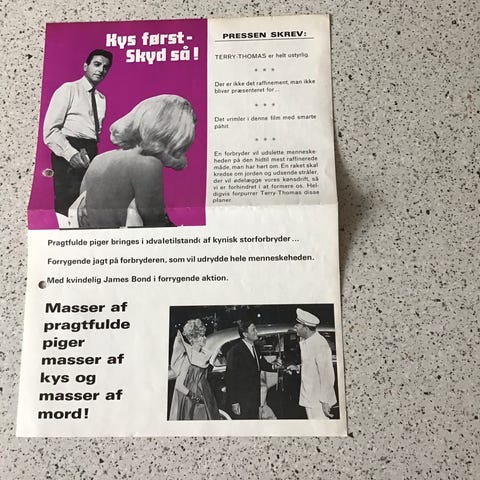 Kys først -
Skyd så!
PRESSEN SKREV:
TERRY-THOMAS er helt ustyrlig.
* * *
Der er ikke det raffinement, man ikke
bliver præsenteret for...
* * *
Det vrimler i denne film med smarte
påhit.
* * *
En forbryder vil udslette menneske-
heden på den hidtil mest raffinerede
måde, man har hørt om. En raket skal
kredse om jorden og udsende stråler,
der vil ødelægge vores kønsdrift, så
vi er forhindret i at formere os. Hel-
digvis forpurrer Terry-Thomas disse
planer.
Pragtfulde piger bringes i »dvaletilstand« af kynisk storforbryder...
Forrygende jagt på forbryderen, som vil udrydde hele menneskeheden.
Med kvindelig James Bond i forrygende aktion.
Masser af
pragtfulde
piger
masser af
kys og
masser af
mord!